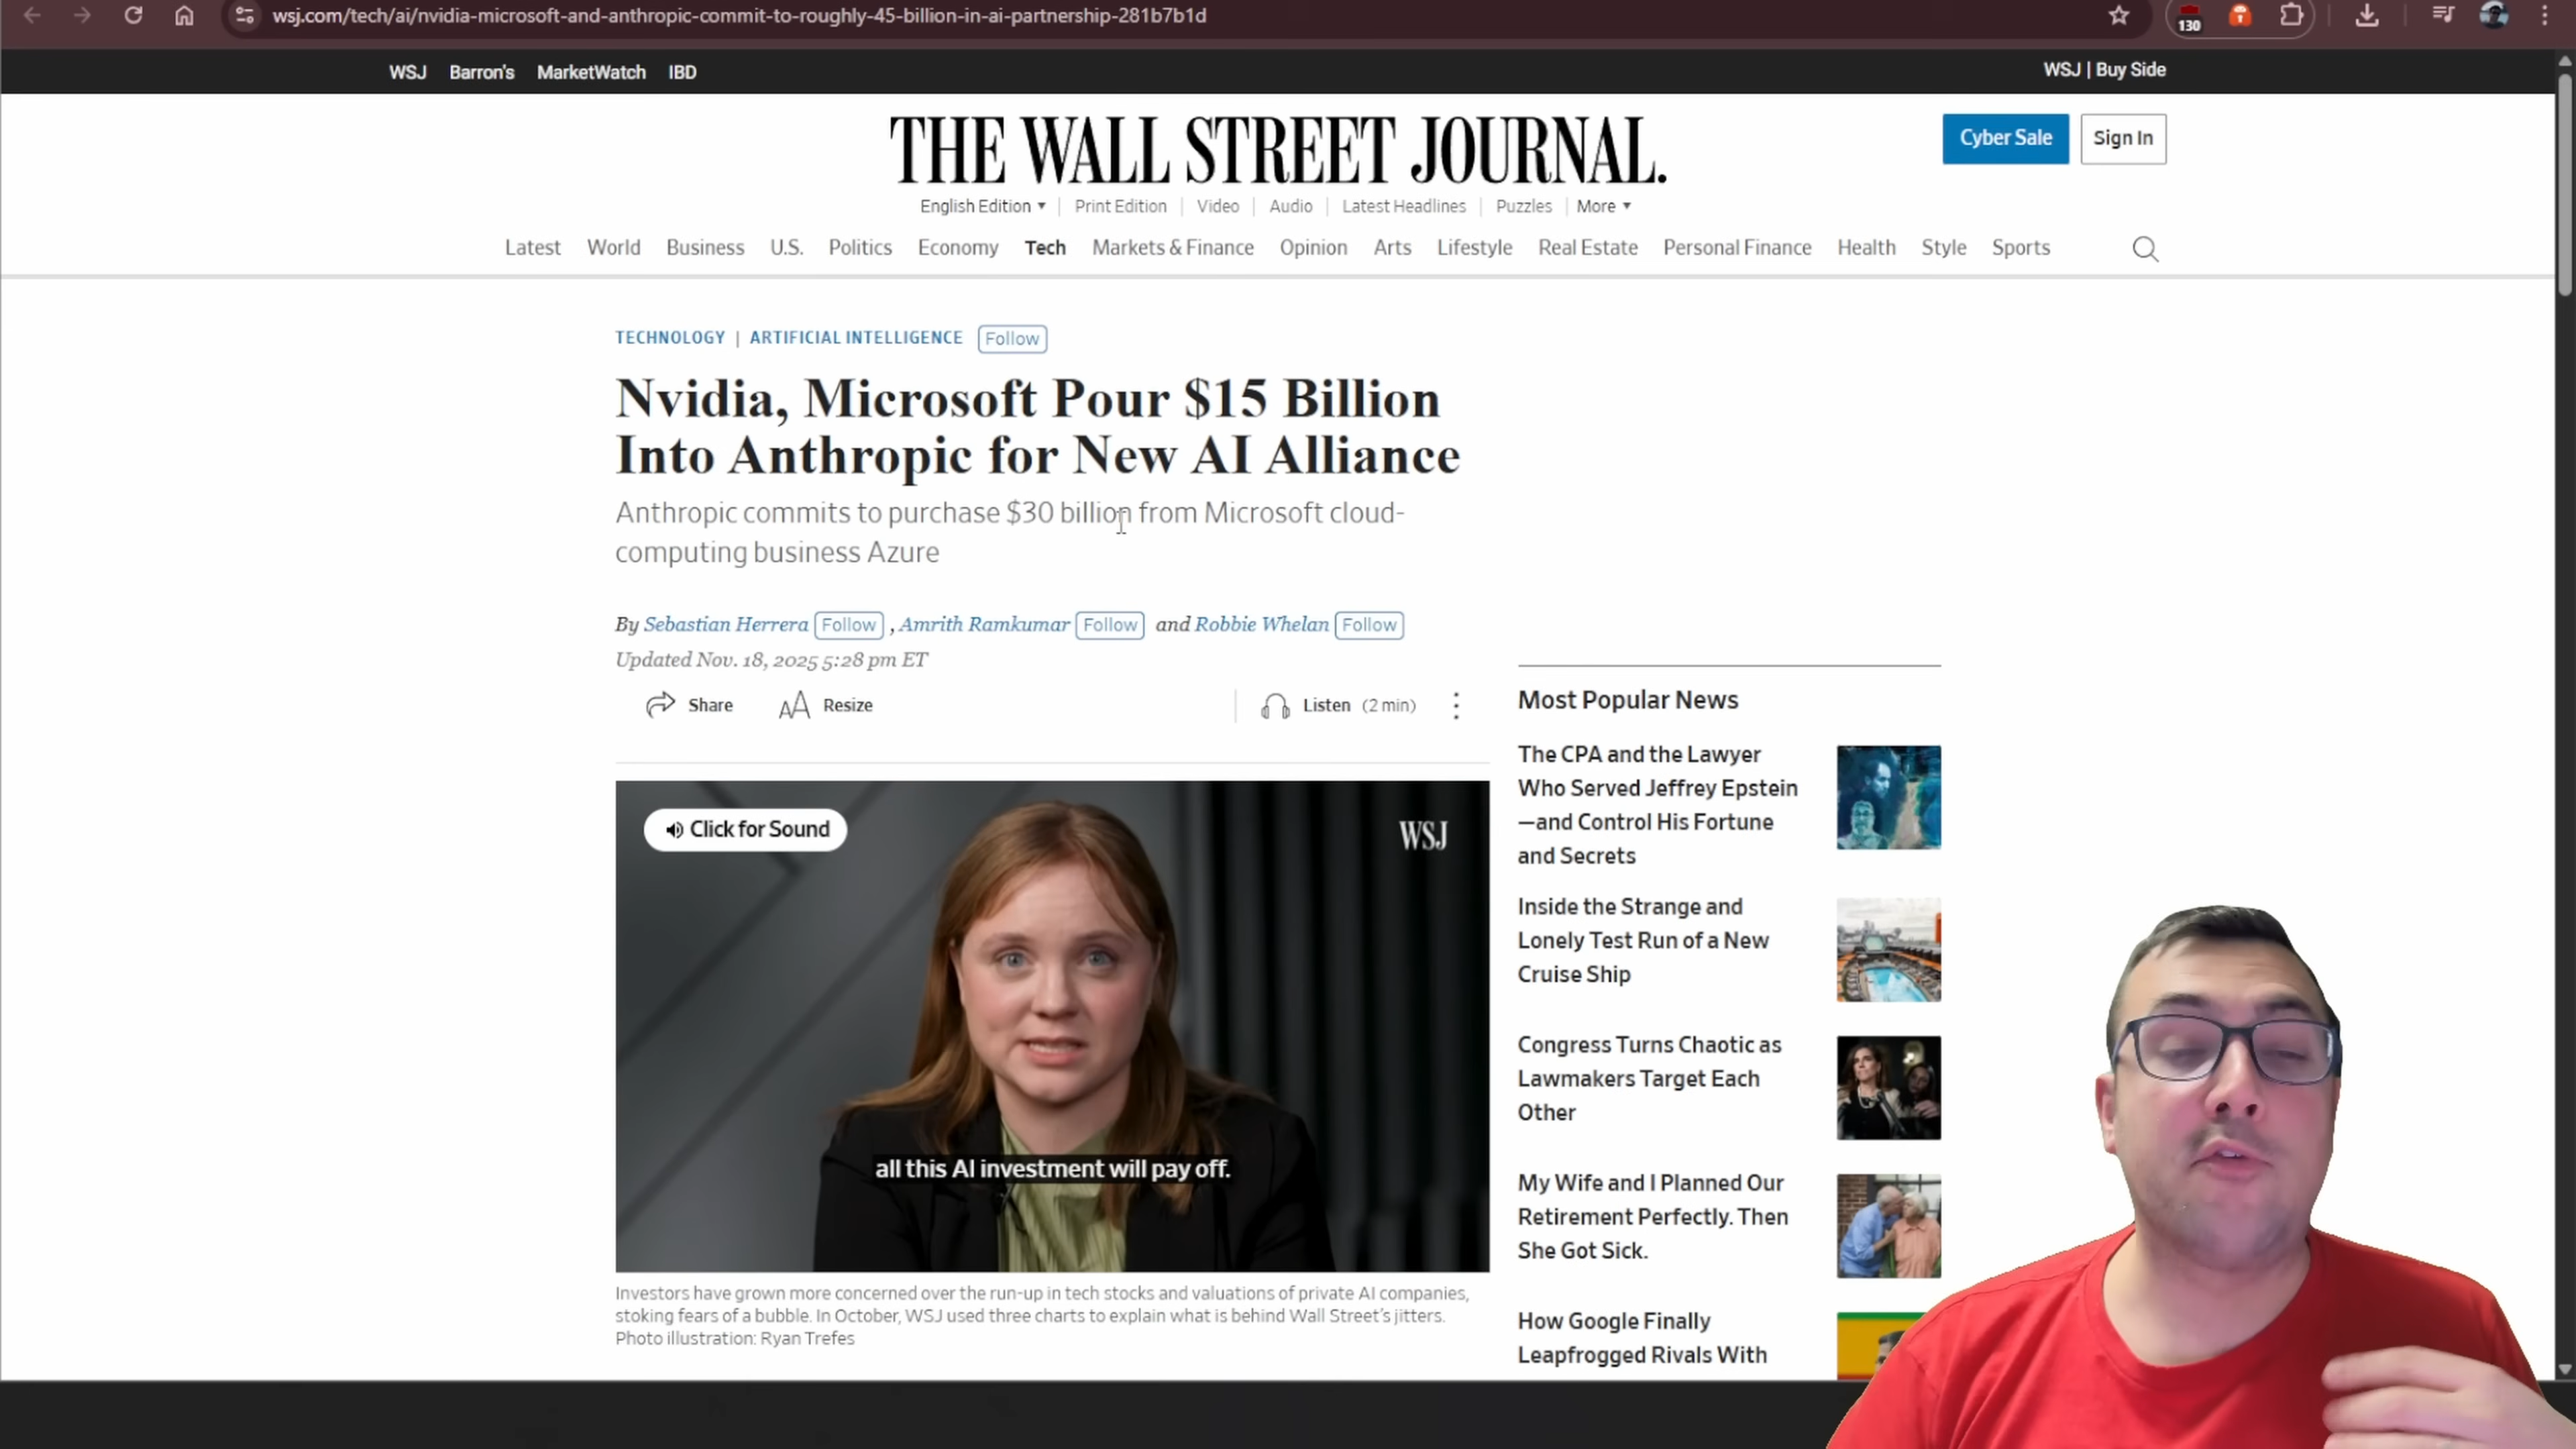 wsj.com/tech/ai/nvidia-microsoft-and-anthropic-commit-to-roughly-45-billion-in-ai-partnership-281b7b1d
130
WSJ Barron's MarketWatch IBD
WSJ | Buy Side
THE WALL STREET JOURNAL.
Cyber Sale
Sign In
English Edition | Print Edition | Video | Audio | Latest Headlines | Puzzles | More
Latest World Business U.S. Politics Economy Tech Markets & Finance Opinion Arts Lifestyle Real Estate Personal Finance Health Style Sports
TECHNOLOGY | ARTIFICIAL INTELLIGENCE Follow
Nvidia, Microsoft Pour $15 Billion
Into Anthropic for New AI Alliance
Anthropic commits to purchase $30 billion from Microsoft cloud-
computing business Azure
By Sebastian Herrera Follow , Amrith Ramkumar Follow and Robbie Whelan Follow
Updated Nov. 18, 2025 5:28 pm ET
Share AA Resize
Listen (2 min)
Click for Sound
WSJ
all this AI investment will pay off.
Investors have grown more concerned over the run-up in tech stocks and valuations of private AI companies,
stoking fears of a bubble. In October, WSJ used three charts to explain what is behind Wall Street's jitters.
Photo illustration: Ryan Trefes
Most Popular News
The CPA and the Lawyer
Who Served Jeffrey Epstein
—and Control His Fortune
and Secrets
Inside the Strange and
Lonely Test Run of a New
Cruise Ship
Congress Turns Chaotic as
Lawmakers Target Each
Other
My Wife and I Planned Our
Retirement Perfectly. Then
She Got Sick.
How Google Finally
Leapfrogged Rivals With